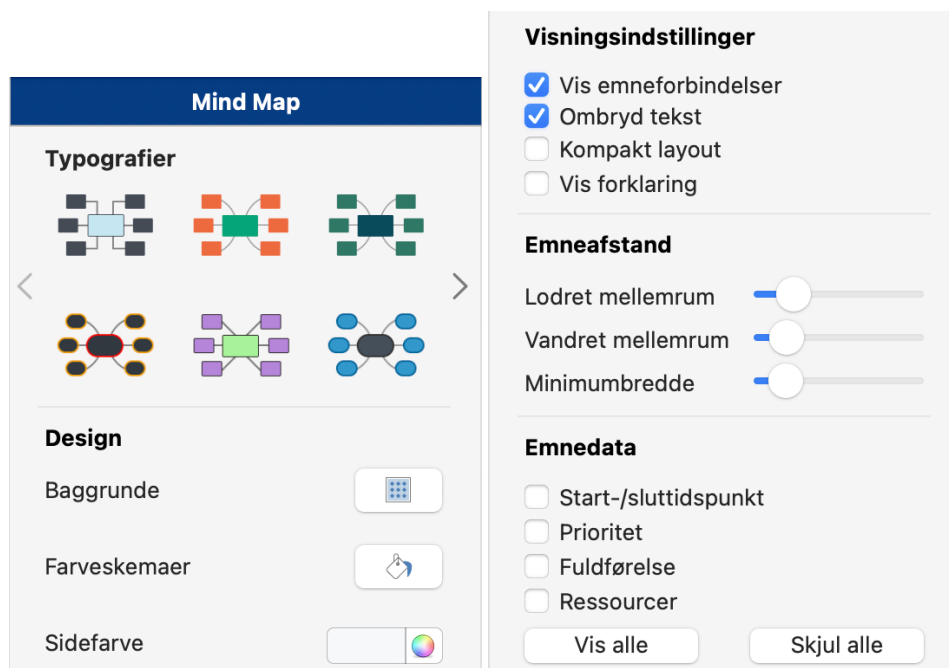 Mind Map
Typografier
Design
Baggrunde
Farveskemaer
Sidefarve
Visningsindstillinger
Vis emneforbindelser
Ombryd tekst
Kompakt layout
Vis forklaring
Emneafstand
Lodret mellemrum
Vandret mellemrum
Minimumbredde
Emnedata
Start-/sluttidspunkt
Prioritet
Fuldførelse
Ressourcer
Vis alle
Skjul alle